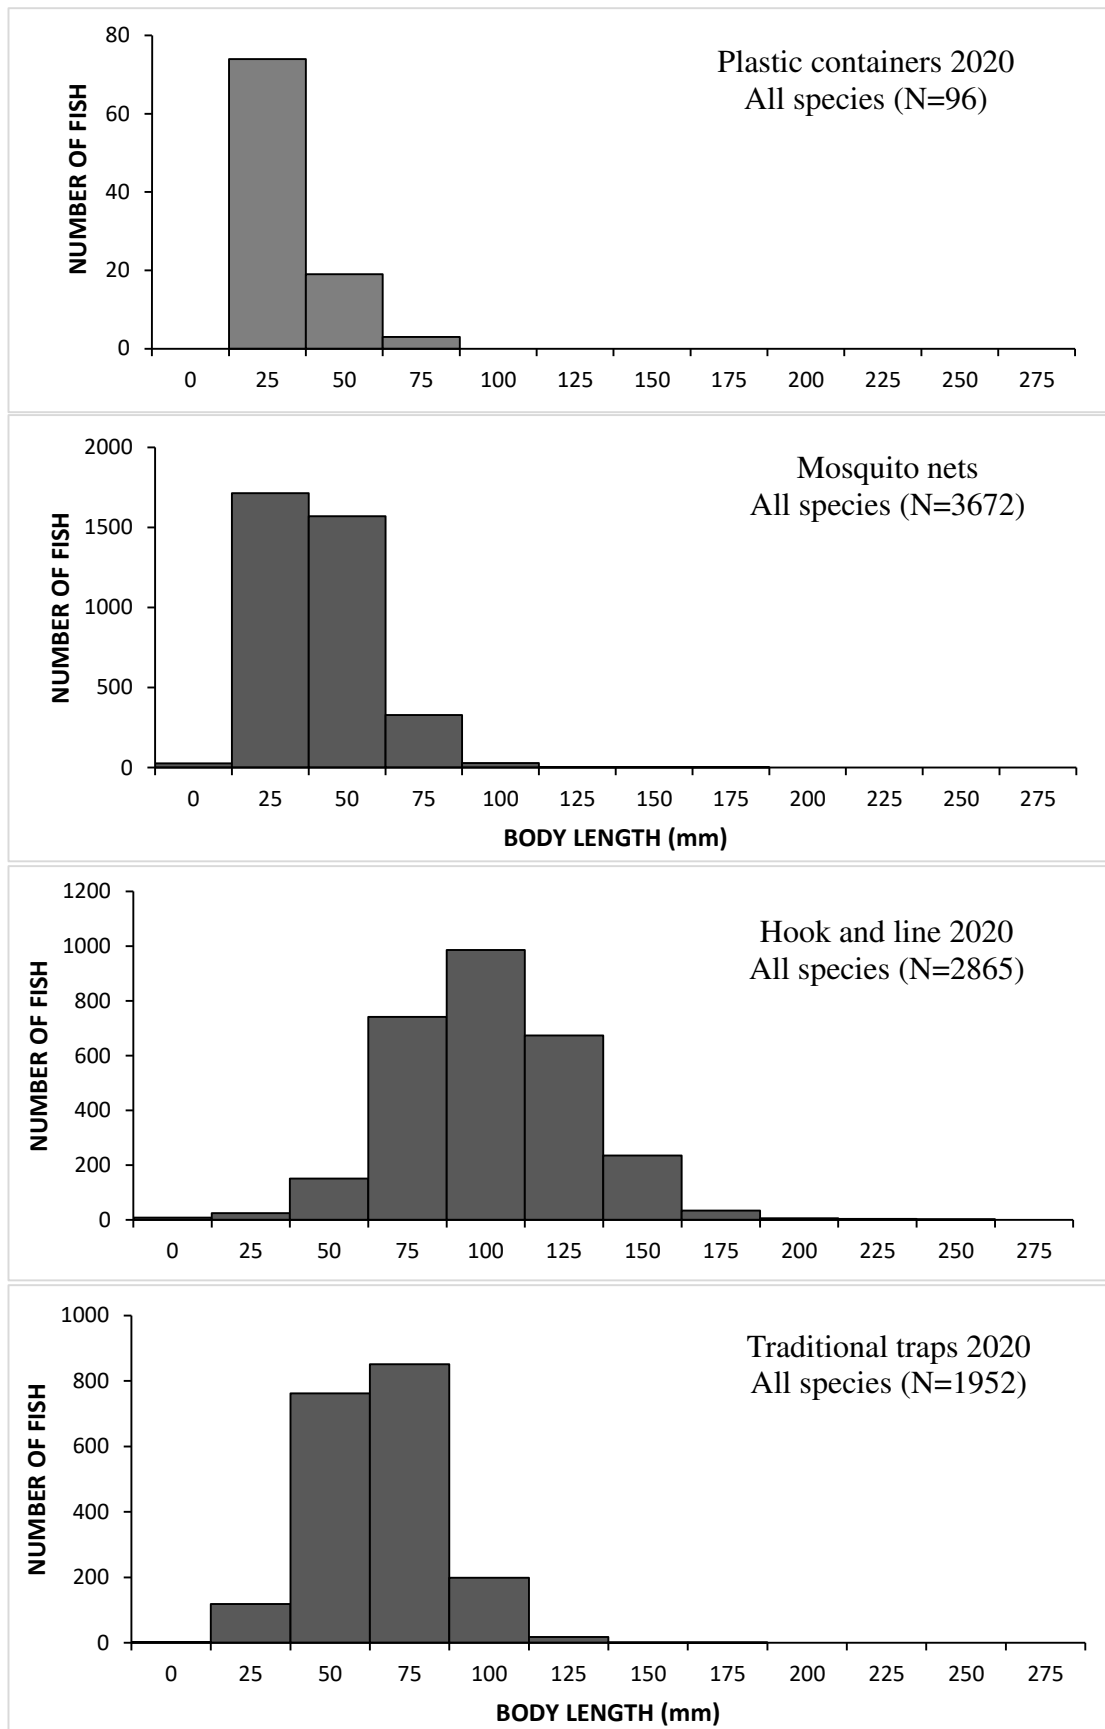 Plastic containers 2020
All species (N=96)
NUMBER OF FISH
80
60
40
20
0
0 25 50 75 100 125 150 175 200 225 250 275
Mosquito nets
All species (N=3672)
NUMBER OF FISH
2000
1500
1000
500
0
0 25 50 75 100 125 150 175 200 225 250 275
BODY LENGTH (mm)
Hook and line 2020
All species (N=2865)
NUMBER OF FISH
1200
1000
800
600
400
200
0
0 25 50 75 100 125 150 175 200 225 250 275
Traditional traps 2020
All species (N=1952)
NUMBER OF FISH
1000
800
600
400
200
0
0 25 50 75 100 125 150 175 200 225 250 275
BODY LENGTH (mm)